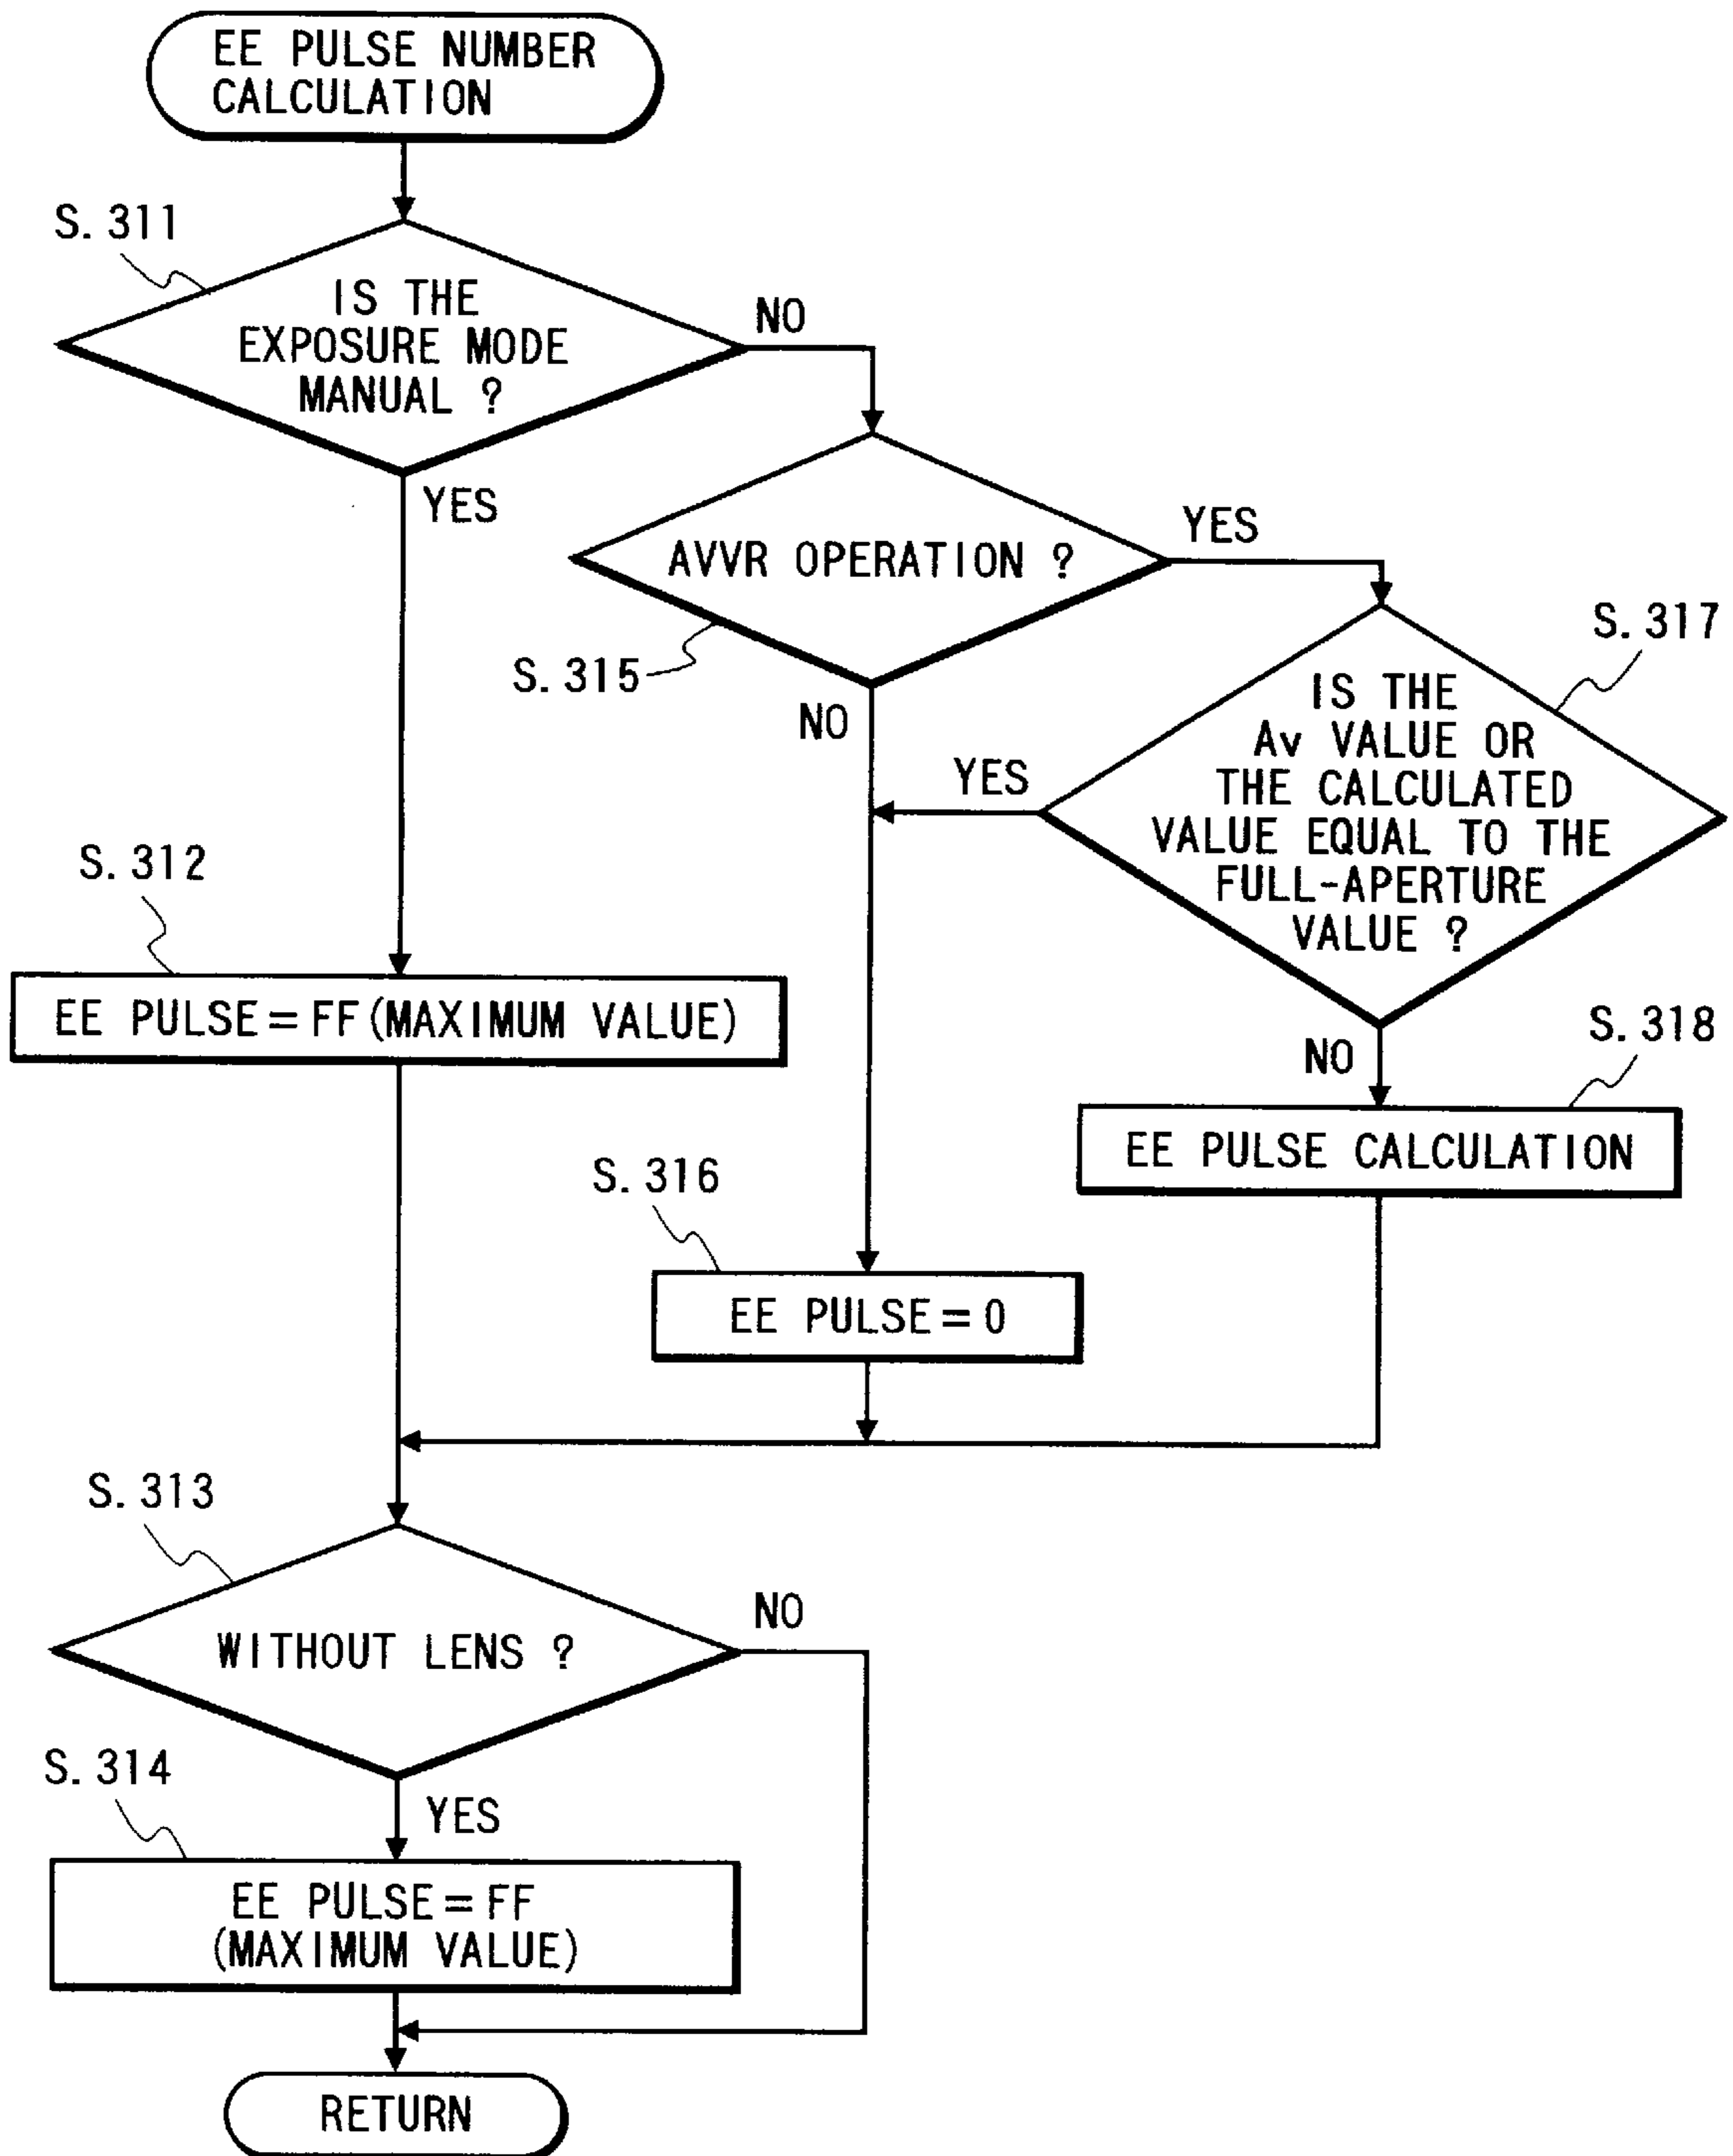 EE PULSE NUMBER
CALCULATION
S. 311
IS THE
EXPOSURE MODE
MANUAL ?
NO
YES
AVVR OPERATION ?
YES
S. 315
NO
S. 317
IS THE
Av VALUE OR
THE CALCULATED
VALUE EQUAL TO THE
FULL-APERTURE
VALUE ?
YES
NO
S. 312
EE PULSE = FF (MAXIMUM VALUE)
S. 318
EE PULSE CALCULATION
S. 316
EE PULSE = 0
S. 313
WITHOUT LENS ?
NO
YES
S. 314
EE PULSE = FF
(MAXIMUM VALUE)
RETURN